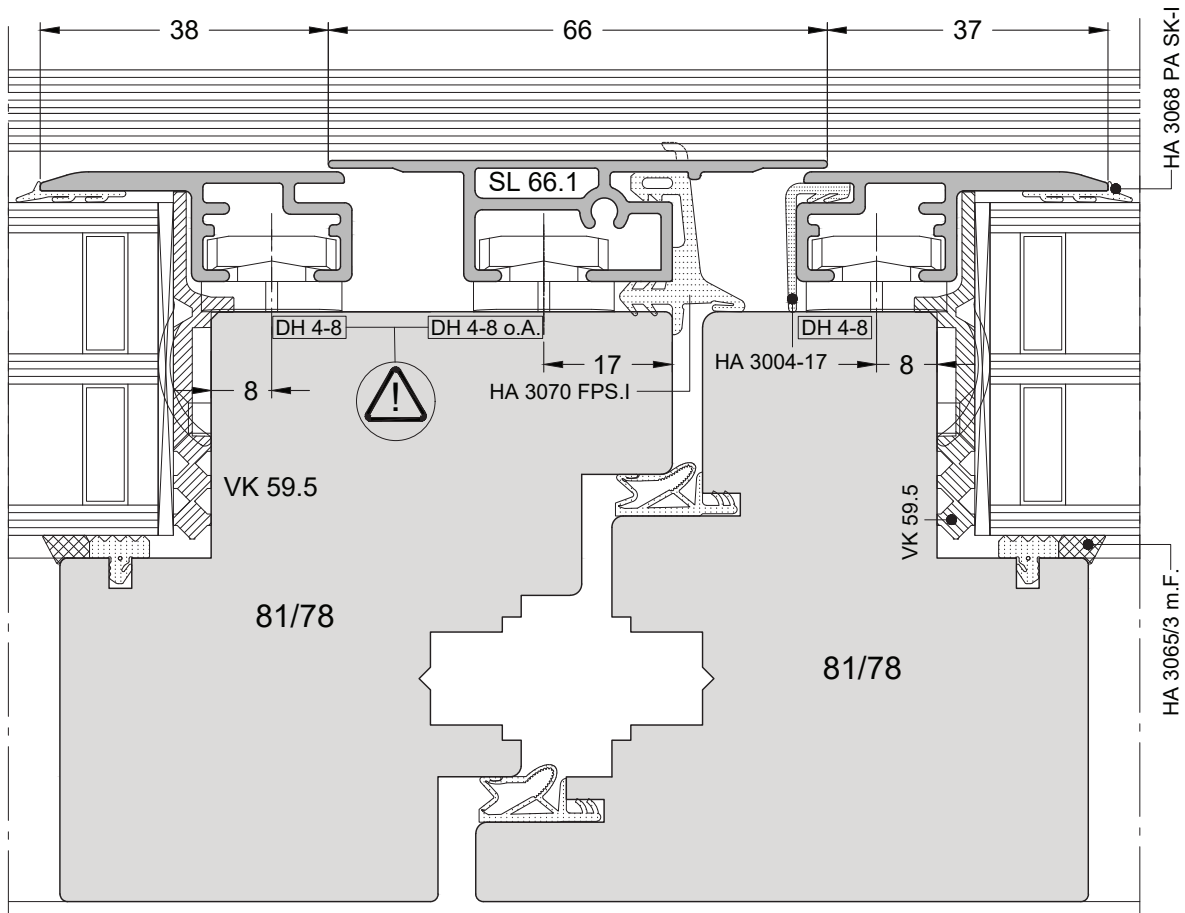 38
66
37
HA 3068 PA SK-I
SL 66.1
DH 4-8
DH 4-8 o.A.
DH 4-8
17
HA 3004-17
8
8
HA 3070 FPS.I
!
VK 59.5
VK 59.5
81/78
81/78
HA 3065/3 m.F.